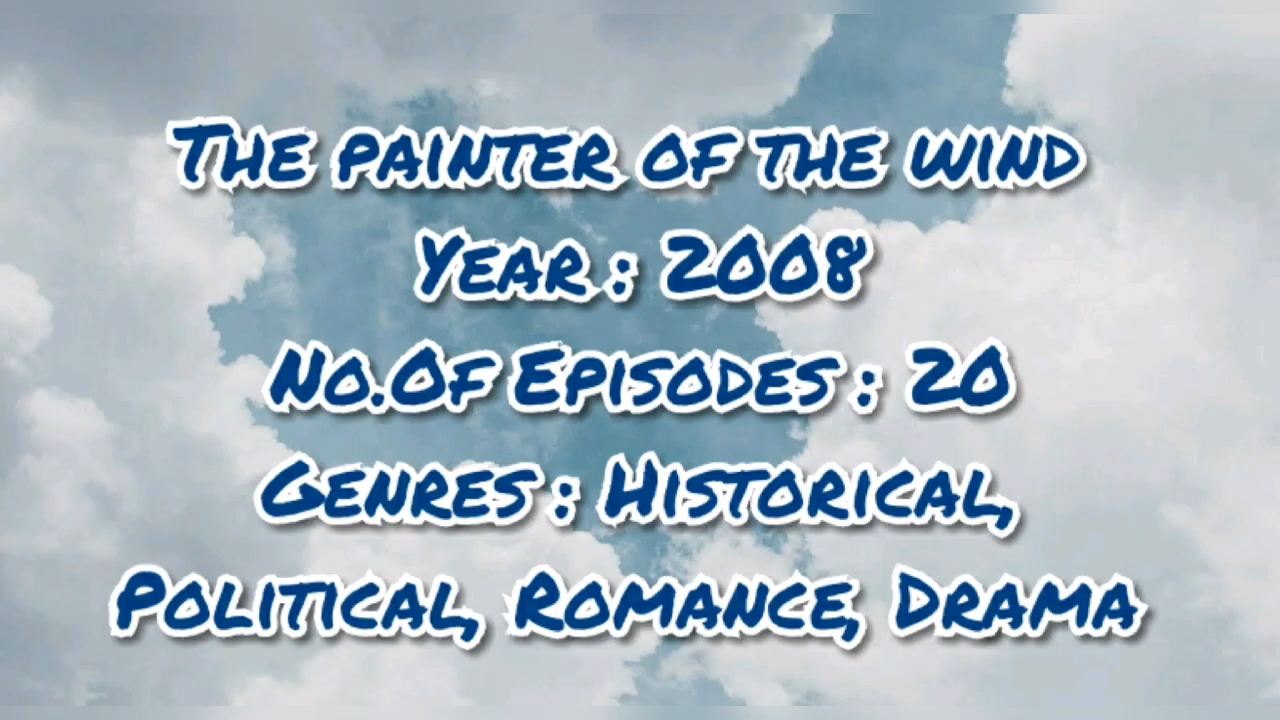 The painter of the wind
Year : 2008
No.Of Episodes : 20
Genres : Historical,
Political, Romance, Drama